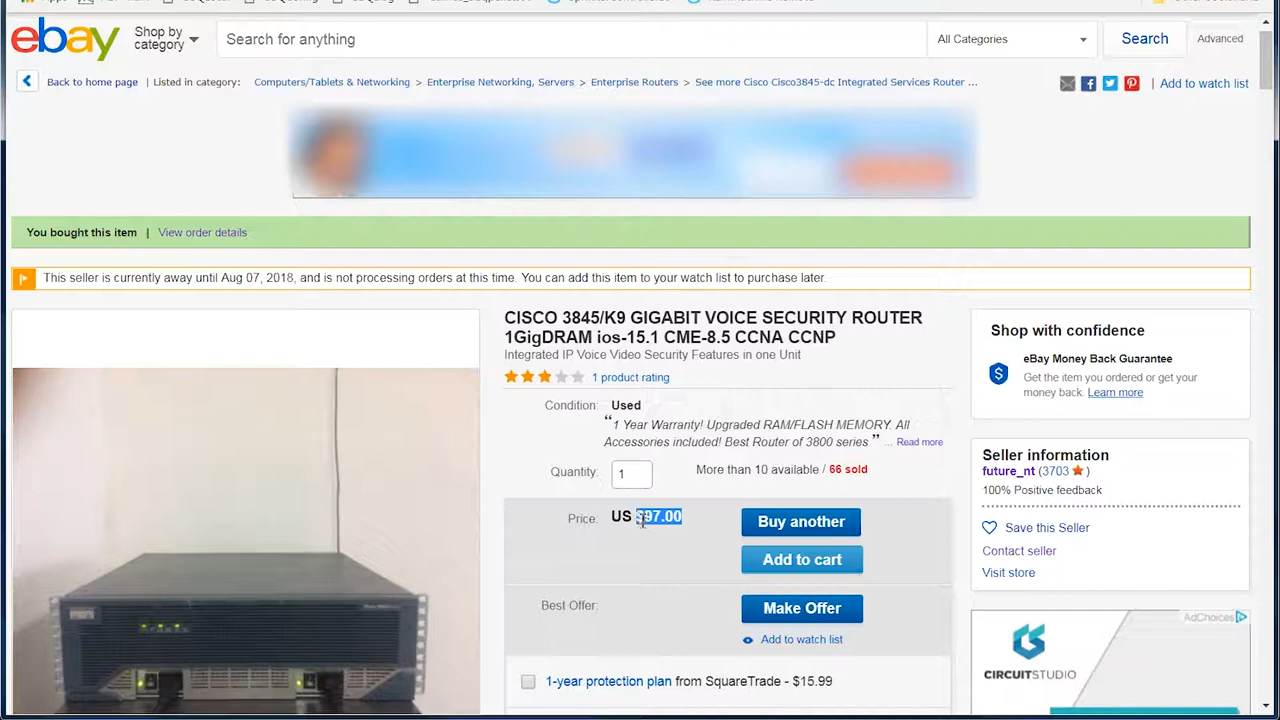 ebay
Shop by category
Search for anything
All Categories
Search
Advanced
Back to home page | Listed in category: Computers/Tablets & Networking > Enterprise Networking, Servers > Enterprise Routers > See more Cisco Cisco3845-dc Integrated Services Router ...
| Add to watch list
You bought this item | View order details
This seller is currently away until Aug 07, 2018, and is not processing orders at this time. You can add this item to your watch list to purchase later.
CISCO 3845/K9 GIGABIT VOICE SECURITY ROUTER
1GigDRAM ios-15.1 CME-8.5 CCNA CCNP
Integrated IP Voice Video Security Features in one Unit
1 product rating
Condition: Used
“1 Year Warranty! Upgraded RAM/FLASH MEMORY. All
Accessories included! Best Router of 3800 series ” ... Read more
Quantity: 1 More than 10 available / 66 sold
Price: US $97.00
Buy another
Add to cart
Best Offer:
Make Offer
Add to watch list
1-year protection plan from SquareTrade - $15.99
Shop with confidence
eBay Money Back Guarantee
Get the item you ordered or get your
money back. Learn more
Seller information
future_nt (3703 )
100% Positive feedback
Save this Seller
Contact seller
Visit store
AdChoices
CIRCUITSTUDIO